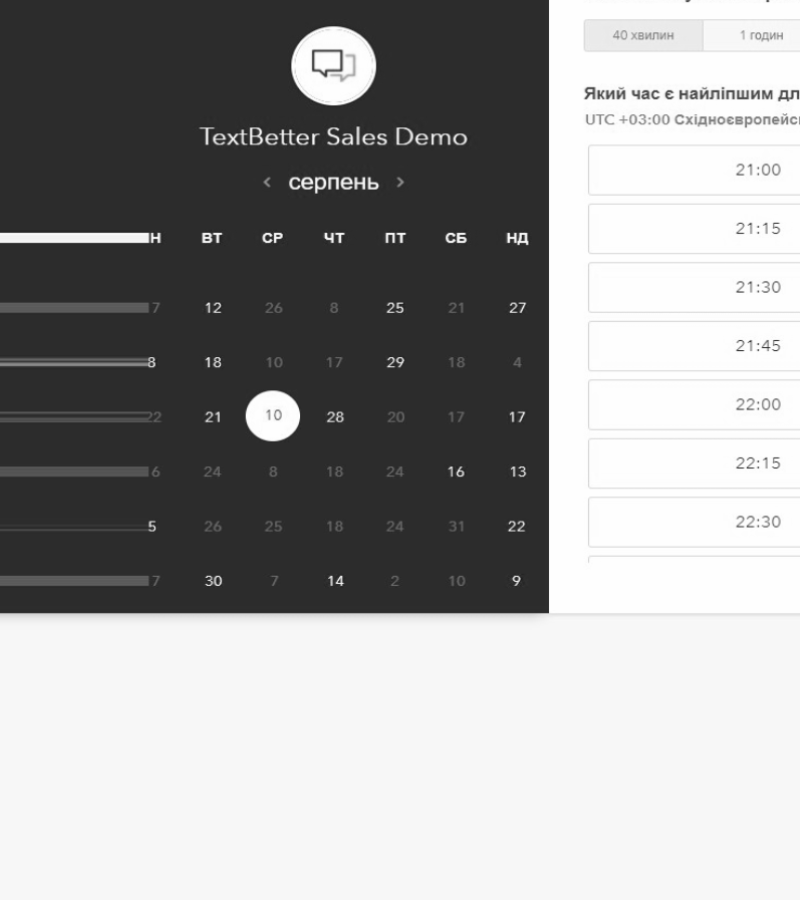 TextBetter Sales Demo
< серпень >
Н ВТ СР ЧТ ПТ СБ НД
7 12 26 8 25 21 27
8 18 10 17 29 18 4
22 21 10 28 20 17 17
6 24 8 18 24 16 13
5 26 25 18 24 31 22
7 30 7 14 2 10 9
40 хвилин 1 годин
Який час є найліпшим дл
UTC +03:00 Східноєвропейсь
21:00
21:15
21:30
21:45
22:00
22:15
22:30